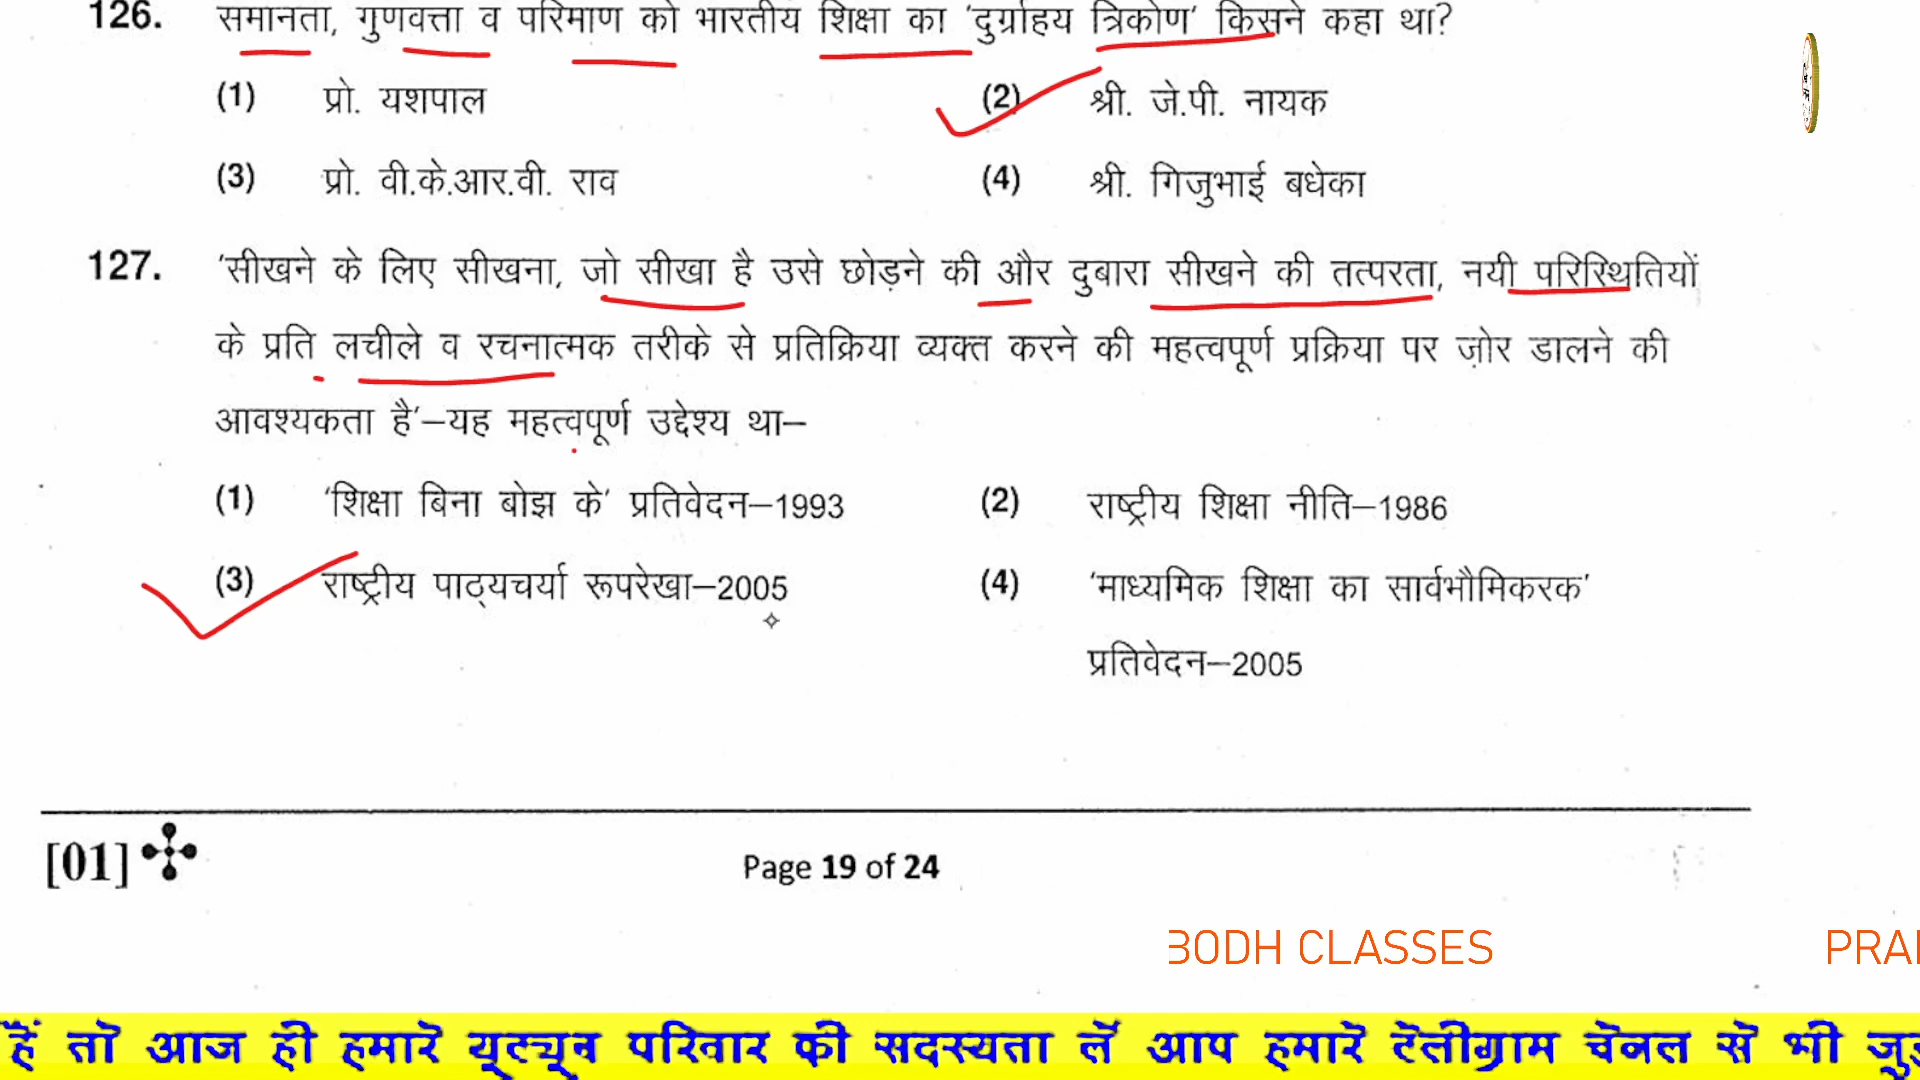 126. समानता, गुणवत्ता व परिमाण को भारतीय शिक्षा का 'दुर्ग्राहय त्रिकोण' किसने कहा था?
(1) प्रो. यशपाल (2) श्री. जे.पी. नायक
(3) प्रो. वी.के.आर.वी. राव (4) श्री. गिजुभाई बधेका
127. 'सीखने के लिए सीखना, जो सीखा है उसे छोड़ने की और दुबारा सीखने की तत्परता, नयी परिस्थितियों
के प्रति लचीले व रचनात्मक तरीके से प्रतिक्रिया व्यक्त करने की महत्वपूर्ण प्रक्रिया पर ज़ोर डालने की
आवश्यकता है'–यह महत्वपूर्ण उद्देश्य था–
(1) 'शिक्षा बिना बोझ के' प्रतिवेदन–1993 (2) राष्ट्रीय शिक्षा नीति–1986
(3) राष्ट्रीय पाठ्यचर्या रूपरेखा–2005 (4) 'माध्यमिक शिक्षा का सार्वभौमिकरक'
प्रतिवेदन–2005
[01] Page 19 of 24
BODH CLASSES
हैं तो आज ही हमारे यूट्यूब परिवार की सदस्यता लें आप हमारे टेलीग्राम चेनल से भी